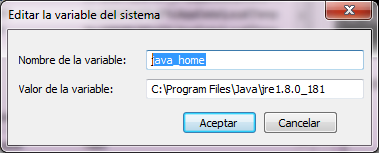 Editar la variable del sistema
Nombre de la variable: java_home
Valor de la variable: C:\Program Files\Java\jre1.8.0_181
Aceptar Cancelar